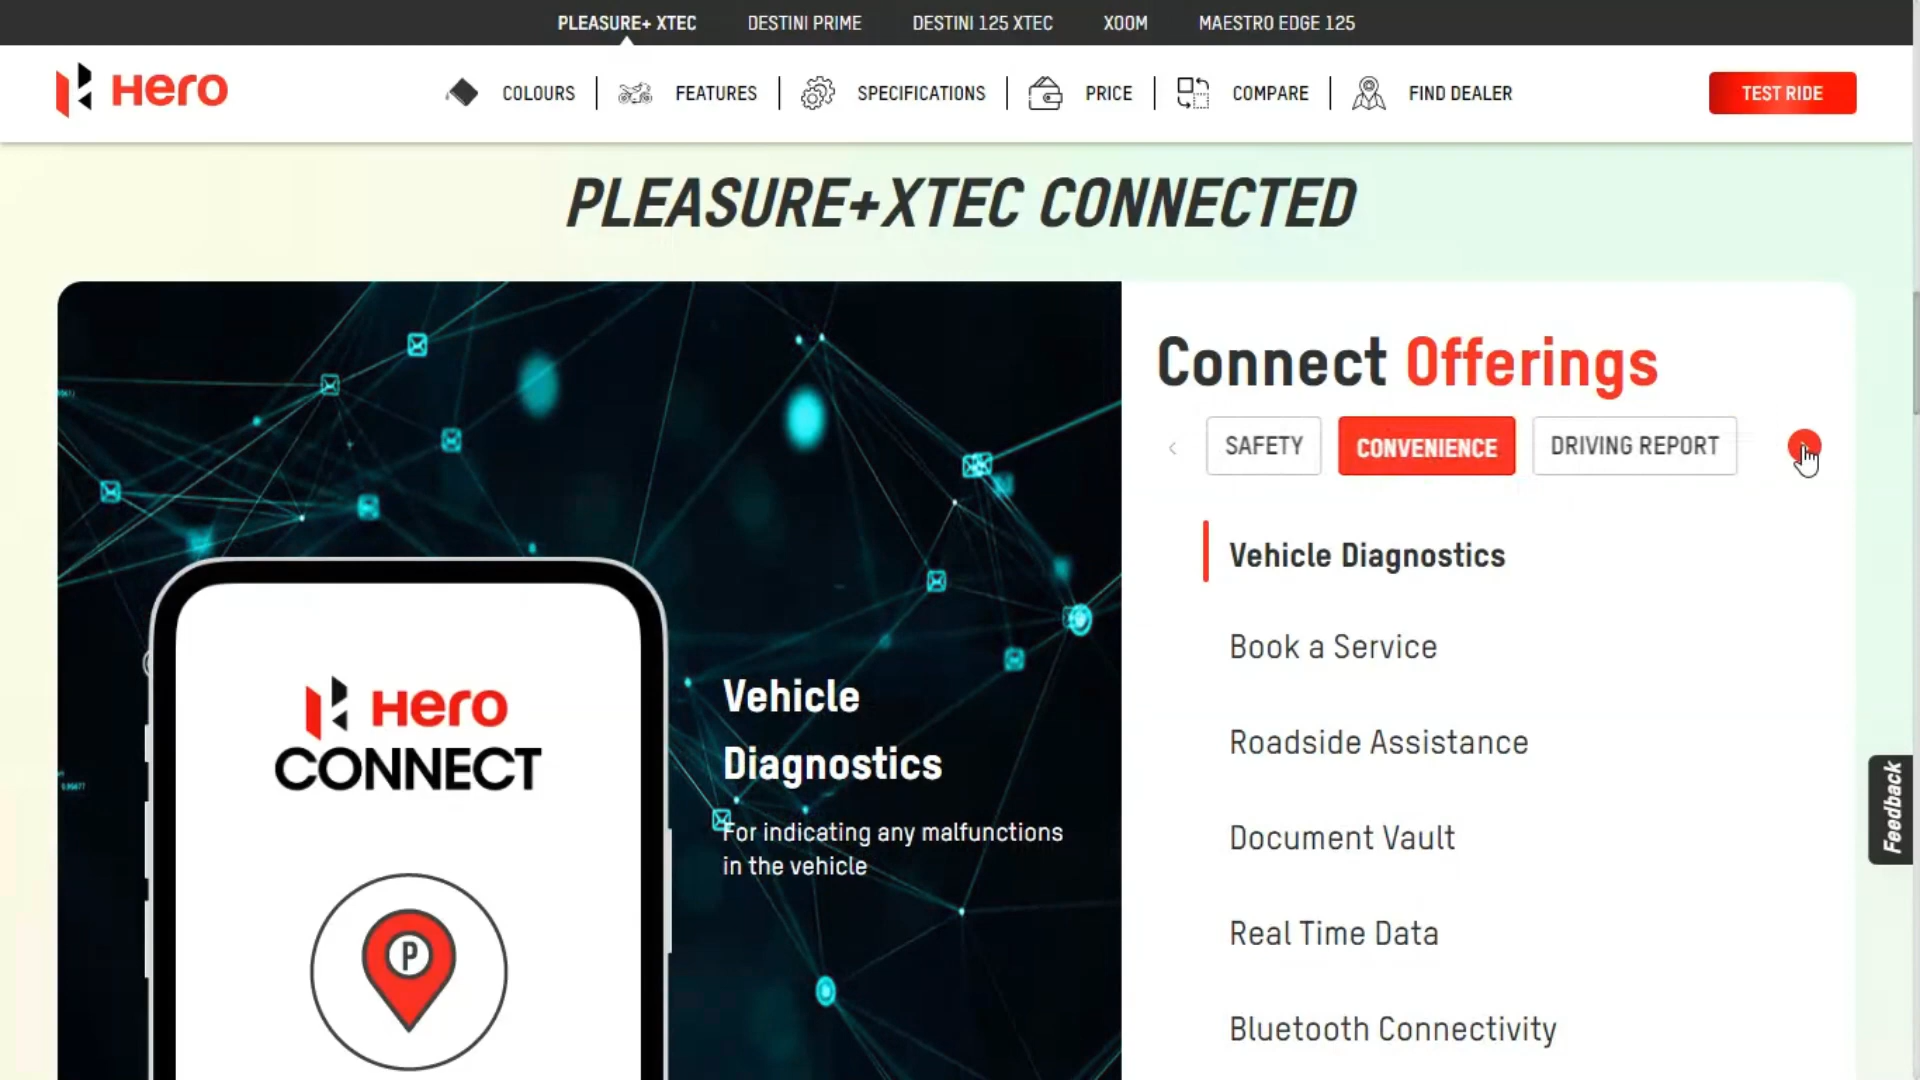 PLEASURE+ XTEC DESTINI PRIME DESTINI 125 XTEC XOOM MAESTRO EDGE 125
Hero COLOURS FEATURES SPECIFICATIONS PRICE COMPARE FIND DEALER TEST RIDE
PLEASURE+XTEC CONNECTED
Connect Offerings
SAFETY CONVENIENCE DRIVING REPORT
Vehicle Diagnostics
Book a Service
Roadside Assistance
Document Vault
Real Time Data
Bluetooth Connectivity
Hero
CONNECT
P
Vehicle
Diagnostics
For indicating any malfunctions
in the vehicle
Feedback